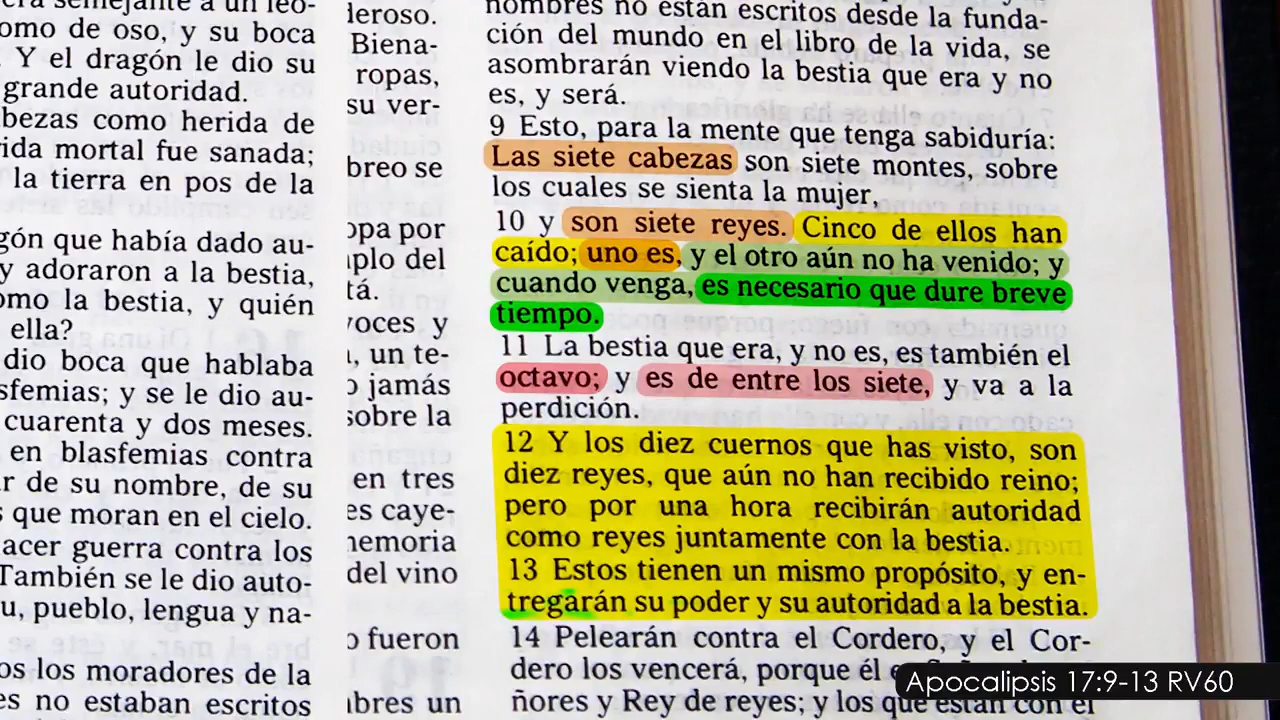 era semejante a un leo-
omo de oso, y su boca
Y el dragón le dio su
grande autoridad.
bezas como herida de
rida mortal fue sanada;
la tierra en pos de la
gón que había dado au-
y adoraron a la bestia,
omo la bestia, y quién
ella?
dio boca que hablaba
sfemias; y se le dio au-
cuarenta y dos meses.
en blasfemias contra
ar de su nombre, de su
s que moran en el cielo.
acer guerra contra los
También se le dio auto-
u, pueblo, lengua y na-
os los moradores de la
es no estaban escritos
leroso.
Biena-
ropas,
su ver-
breo se
opa por
plo del
tá.
voces y
, un te-
o jamás
sobre la
en tres
es caye-
nemoria
del vino
o fueron
mbres un
nombres no están escritos desde la funda-
ción del mundo en el libro de la vida, se
asombrarán viendo la bestia que era y no
es, y será.
9 Esto, para la mente que tenga sabiduría:
Las siete cabezas son siete montes, sobre
los cuales se sienta la mujer,
10 y son siete reyes. Cinco de ellos han
caído; uno es, y el otro aún no ha venido; y
cuando venga, es necesario que dure breve
tiempo.
11 La bestia que era, y no es, es también el
octavo; y es de entre los siete, y va a la
perdición.
12 Y los diez cuernos que has visto, son
diez reyes, que aún no han recibido reino;
pero por una hora recibirán autoridad
como reyes juntamente con la bestia.
13 Estos tienen un mismo propósito, y en-
tregarán su poder y su autoridad a la bestia.
14 Pelearán contra el Cordero, y el Cor-
dero los vencerá, porque él
ñores y Rey de reyes; y los que están con él
Apocalipsis 17:9-13 RV60